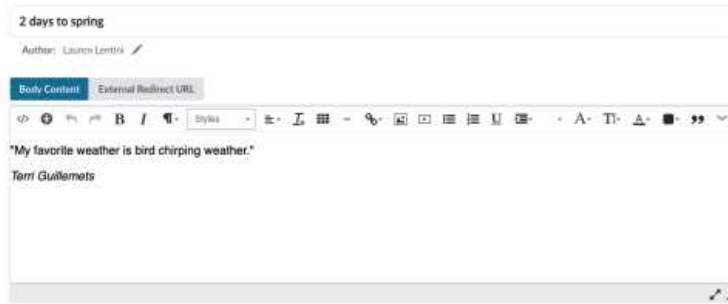 2 days to spring
Author: Lauren Lentini
Body Content External Redirect URL
B I ¶ Styles U A T A
"My favorite weather is bird chirping weather."
Terri Guillemets